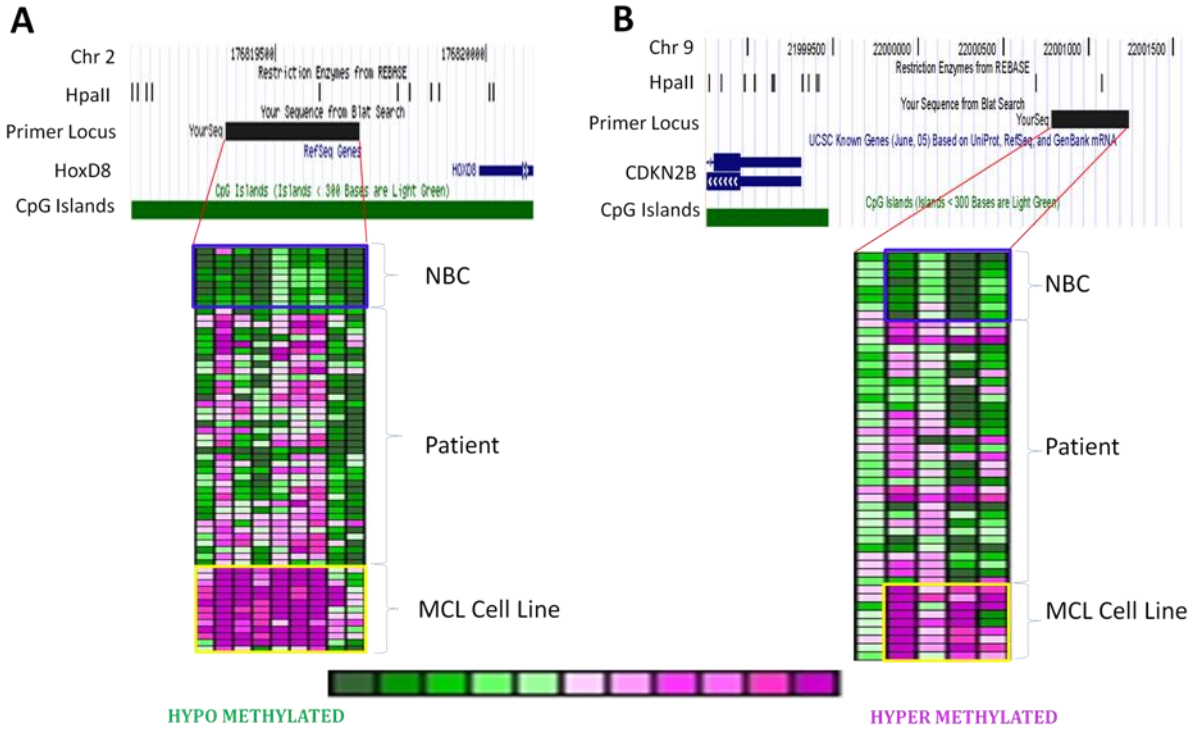 A
Chr 2
176819500
176820000
Restriction Enzymes from REBASE
HpaII
Your Sequence from Blat Search
Primer Locus
YourSeq
RefSeq Genes
HoxD8
HOXD8
CpG Islands (Islands < 300 Bases are Light Green)
CpG Islands
NBC
Patient
MCL Cell Line
B
Chr 9
21999500
22000000
22000500
22001000
22001500
Restriction Enzymes from REBASE
HpaII
Your Sequence from Blat Search
Primer Locus
YourSeq
UCSC Known Genes (June, 05) Based on UniProt, RefSeq, and GenBank mRNA
CDKN2B
CpG Islands (Islands < 300 Bases are Light Green)
CpG Islands
NBC
Patient
MCL Cell Line
HYPO METHYLATED
HYPER METHYLATED